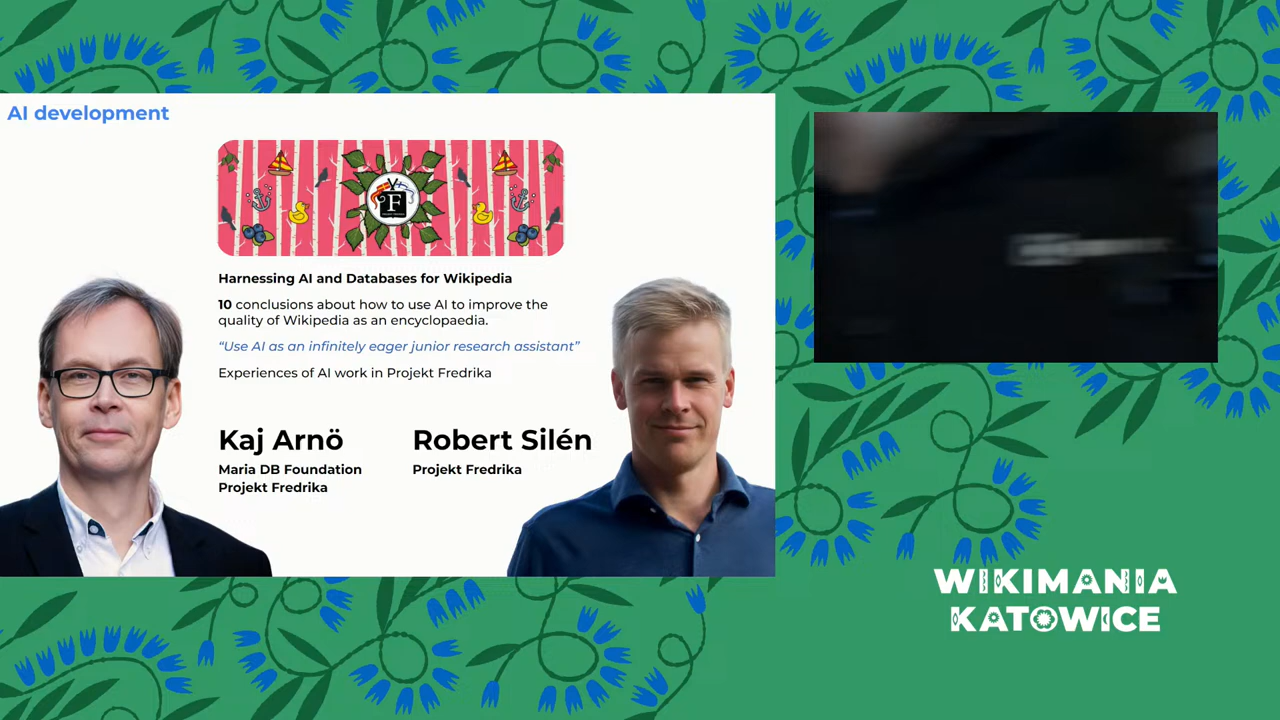 AI development
F
Harnessing AI and Databases for Wikipedia
10 conclusions about how to use AI to improve the
quality of Wikipedia as an encyclopaedia.
“Use AI as an infinitely eager junior research assistant”
Experiences of AI work in Projekt Fredrika
Kaj Arnö
Maria DB Foundation
Projekt Fredrika
Robert Silén
Projekt Fredrika
WIKIMANIA
KATOWICE